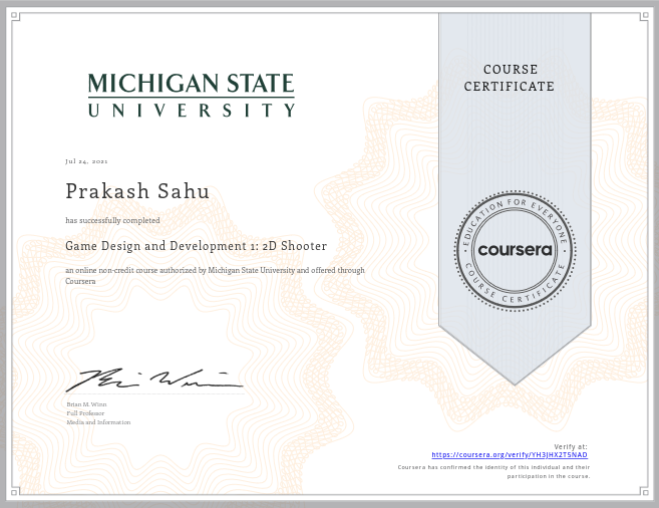 MICHIGAN STATE
UNIVERSITY
COURSE
CERTIFICATE
Jul 24, 2021
Prakash Sahu
has successfully completed
Game Design and Development 1: 2D Shooter
an online non-credit course authorized by Michigan State University and offered through
Coursera
EDUCATION FOR EVERYONE
coursera
COURSE CERTIFICATE
Brian M. Winn
Full Professor
Media and Information
Verify at:
https://coursera.org/verify/YH3JHX2TSNAD
Coursera has confirmed the identity of this individual and their
participation in the course.